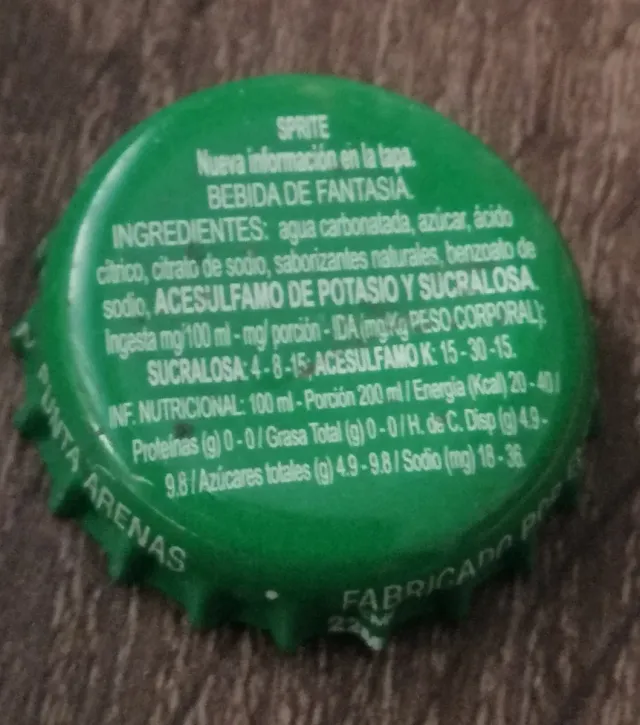 SPRITE
Nueva información en la tapa.
BEBIDA DE FANTASIA.
INGREDIENTES: agua carbonatada, azúcar, ácido
cítrico, citrato de sodio, saborizantes naturales, benzoato de
sodio, ACESULFAMO DE POTASIO Y SUCRALOSA.
Ingesta mg/100 ml - mg/ porción - IDA (mg/Kg PESO CORPORAL):
SUCRALOSA: 4 - 8 -15; ACESULFAMO K: 15 - 30 -15.
INF. NUTRICIONAL: 100 ml - Porción 200 ml / Energía (Kcal) 20 - 40 /
Proteínas (g) 0 - 0 / Grasa Total (g) 0 - 0 / H. de C. Disp (g) 4.9 -
9.8 / Azúcares totales (g) 4.9 - 9.8 / Sodio (mg) 18 - 36.
PUNTA ARENAS
FABRICADO POR